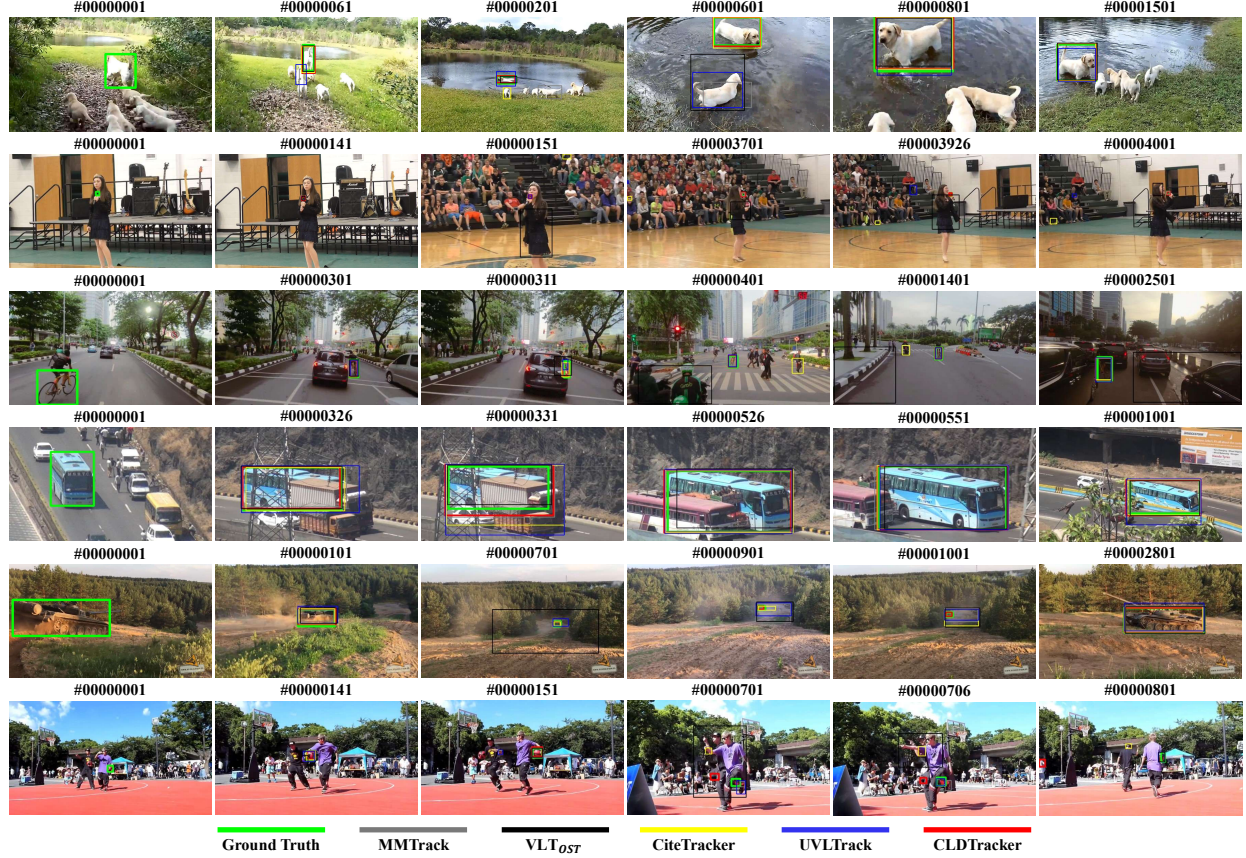 #00000001 #00000061 #00000201 #00000601 #00000801 #00001501
#00000001 #00000141 #00000151 #00003701 #00003926 #00004001
#00000001 #00000301 #00000311 #00000401 #00001401 #00002501
#00000001 #00000326 #00000331 #00000526 #00000551 #00001001
#00000001 #00000101 #00000701 #00000901 #00001001 #00002801
#00000001 #00000141 #00000151 #00000701 #00000706 #00000801
Ground Truth MMTrack VLT_OST CiteTracker UVLTrack CLDTracker